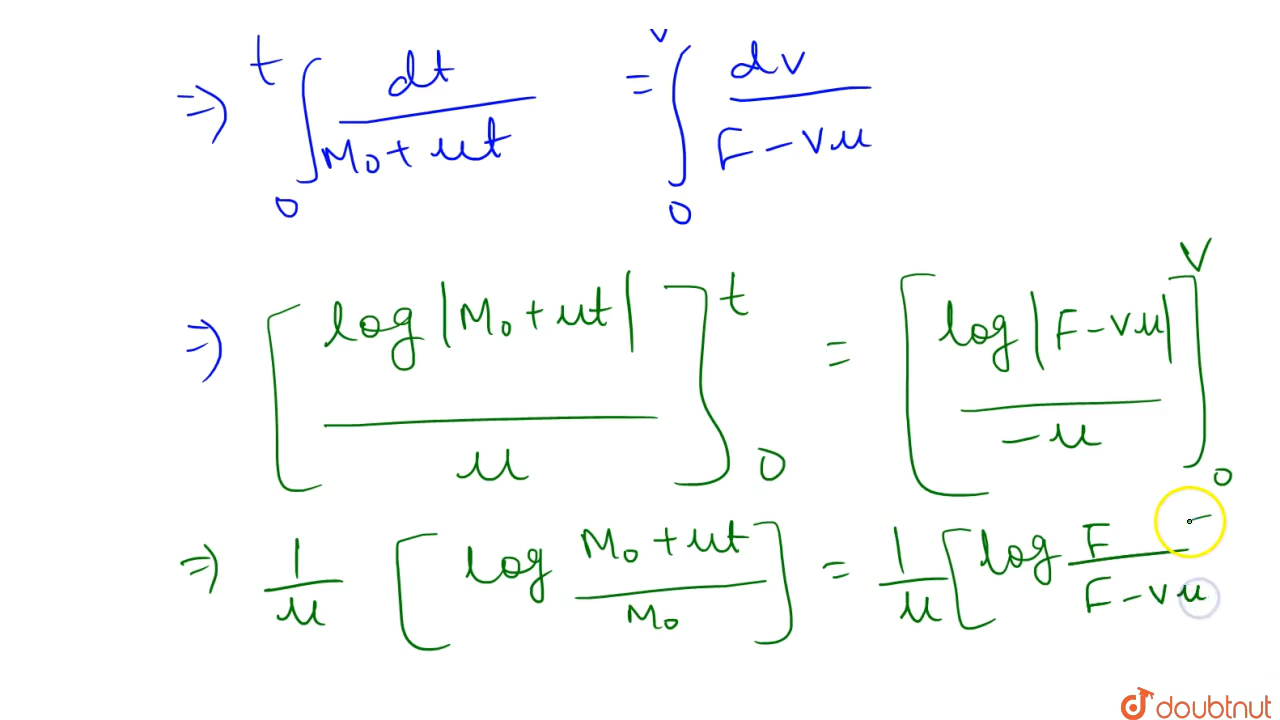 ⇒ ∫₀ᵗ dt / (M₀ + ut) = ∫₀ᵛ dv / (F − vu)
⇒ [ log |M₀ + ut| / u ]₀ᵗ = [ log |F − vu| / −u ]₀ᵛ
⇒ 1/u [ log (M₀ + ut) / M₀ ] = 1/u [ log F / (F − vu)
doubtnut